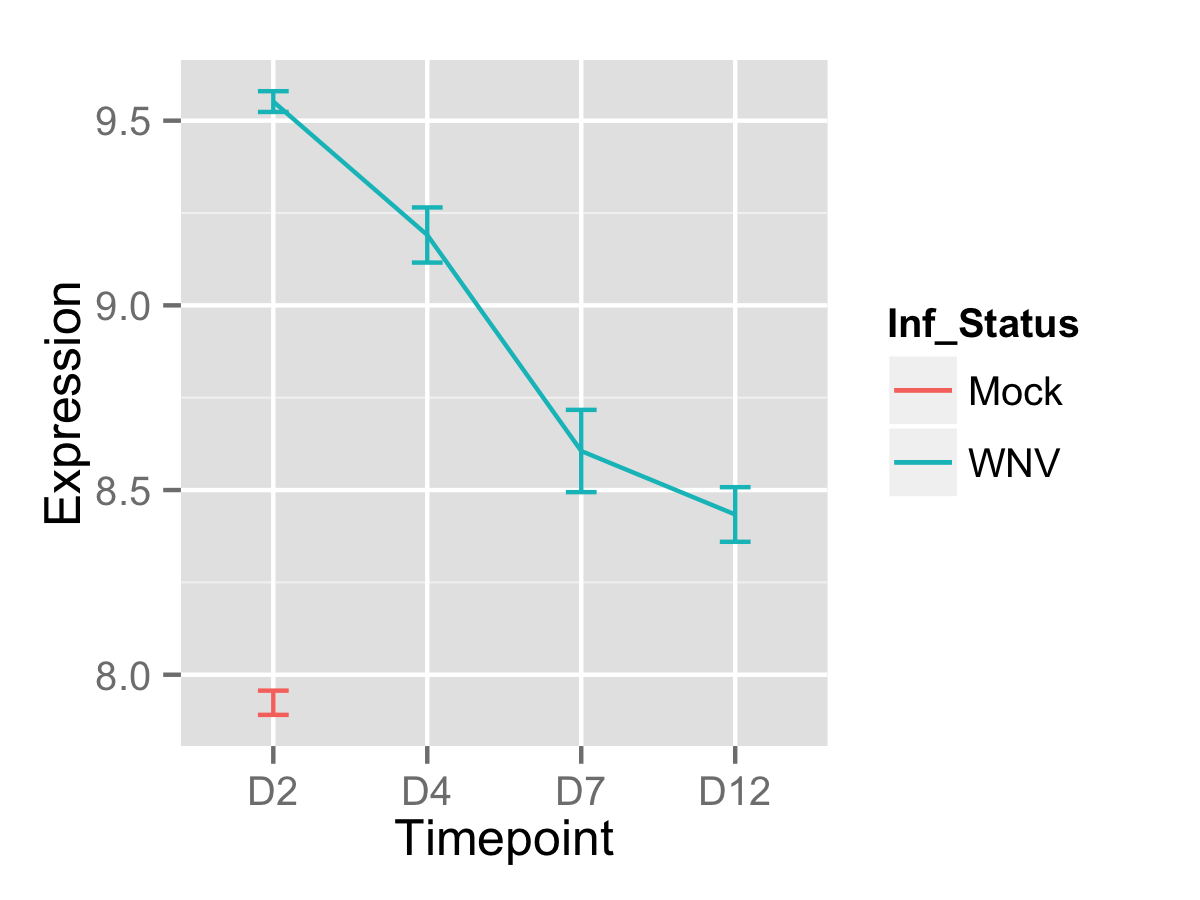 9.5
9.0
8.5
8.0
Expression
D2 D4 D7 D12
Timepoint
Inf_Status
Mock
WNV